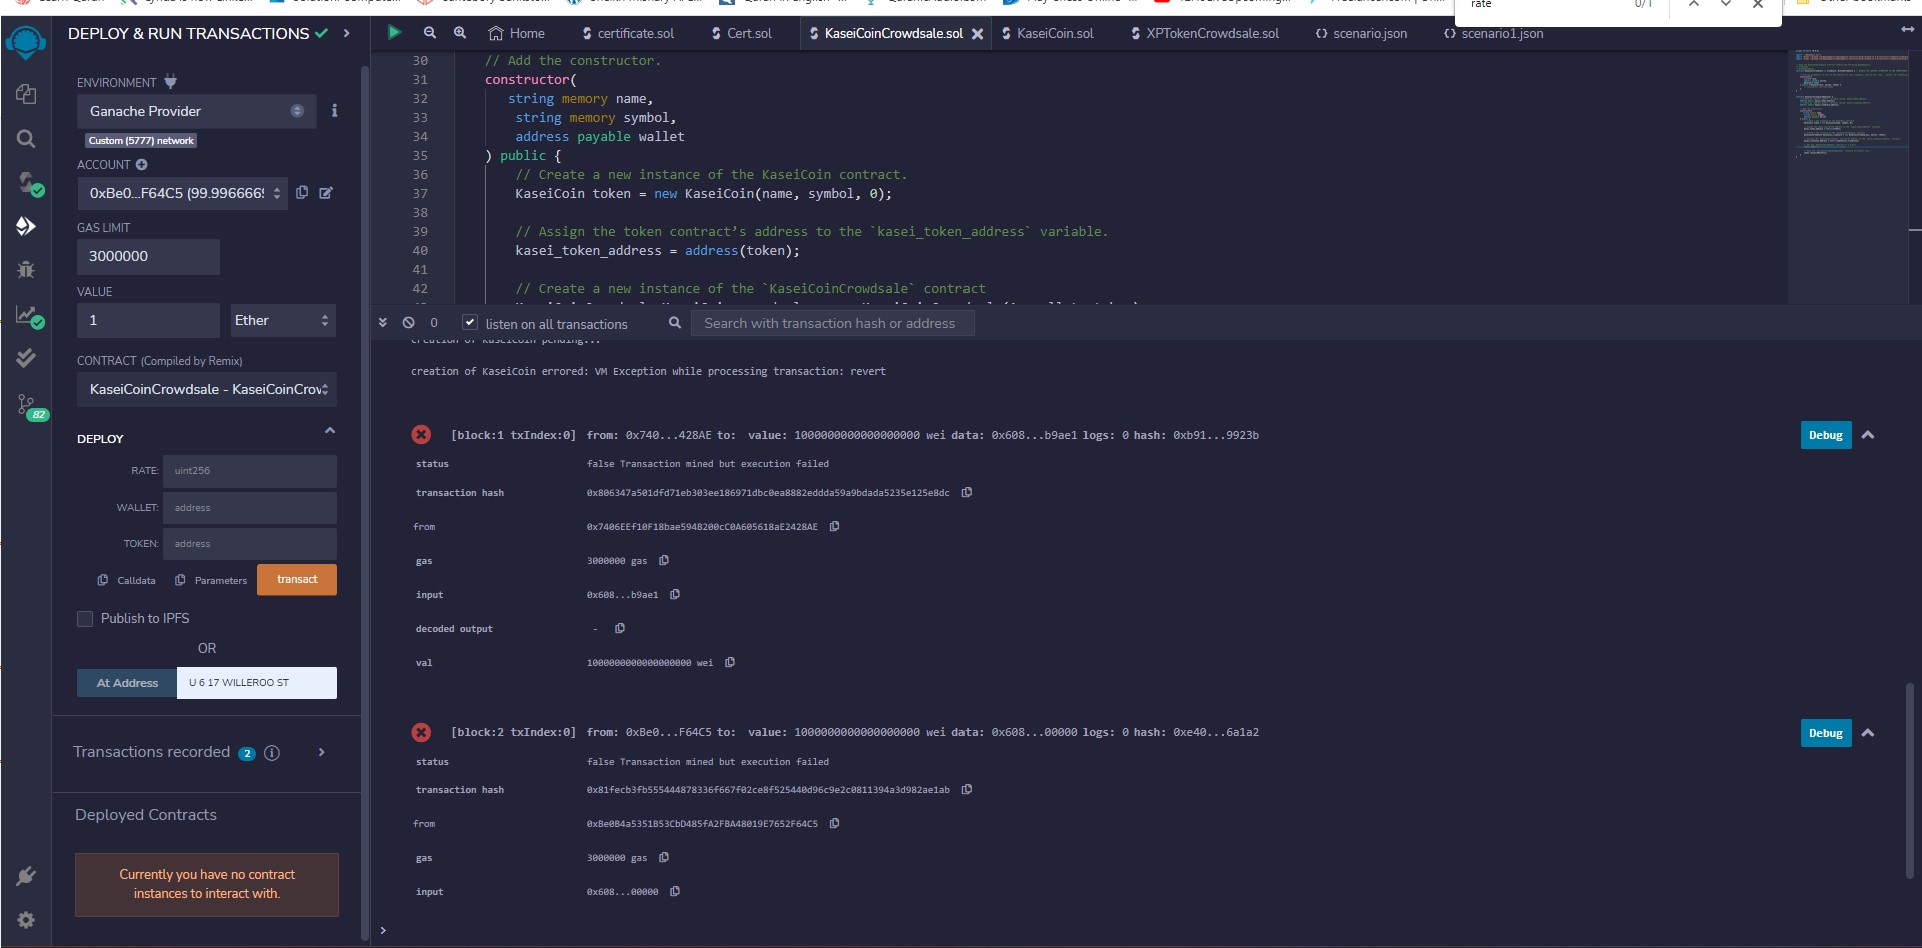 rate 0/1
DEPLOY & RUN TRANSACTIONS
Home certificate.sol Cert.sol KaseiCoinCrowdsale.sol KaseiCoin.sol XPTokenCrowdsale.sol scenario.json scenario1.json
ENVIRONMENT
Ganache Provider
Custom (5777) network
ACCOUNT
0xBe0...F64C5 (99.9966669
GAS LIMIT
3000000
VALUE
1 Ether
CONTRACT (Compiled by Remix)
KaseiCoinCrowdsale - KaseiCoinCrow
82
DEPLOY
RATE: uint256
WALLET: address
TOKEN: address
Calldata Parameters transact
Publish to IPFS
OR
At Address U 6 17 WILLEROO ST
Transactions recorded 2
Deployed Contracts
Currently you have no contract
instances to interact with.
30 // Add the constructor.
31 constructor(
32 string memory name,
33 string memory symbol,
34 address payable wallet
35 ) public {
36 // Create a new instance of the KaseiCoin contract.
37 KaseiCoin token = new KaseiCoin(name, symbol, 0);
38
39 // Assign the token contract’s address to the `kasei_token_address` variable.
40 kasei_token_address = address(token);
41
42 // Create a new instance of the `KaseiCoinCrowdsale` contract
0 listen on all transactions Search with transaction hash or address
creation of KaseiCoin pending...
creation of KaseiCoin errored: VM Exception while processing transaction: revert
[block:1 txIndex:0] from: 0x740...428AE to: value: 1000000000000000000 wei data: 0x608...b9ae1 logs: 0 hash: 0xb91...9923b
Debug
status false Transaction mined but execution failed
transaction hash 0x806347a501dfd71eb303ee186971dbc0ea8882eddda59a9bdada5235e125e8dc
from 0x7406EEf10F18bae594B200cC0A605618aE2428AE
gas 3000000 gas
input 0x608...b9ae1
decoded output -
val 1000000000000000000 wei
[block:2 txIndex:0] from: 0xBe0...F64C5 to: value: 1000000000000000000 wei data: 0x608...00000 logs: 0 hash: 0xe40...6a1a2
Debug
status false Transaction mined but execution failed
transaction hash 0x81fecb3fb555444878336f667f02ce8f525440d96c9e2c0811394a3d982ae1ab
from 0xBe0B4a5351B53CbD485fA2FBA48019E7652F64C5
gas 3000000 gas
input 0x608...00000
>